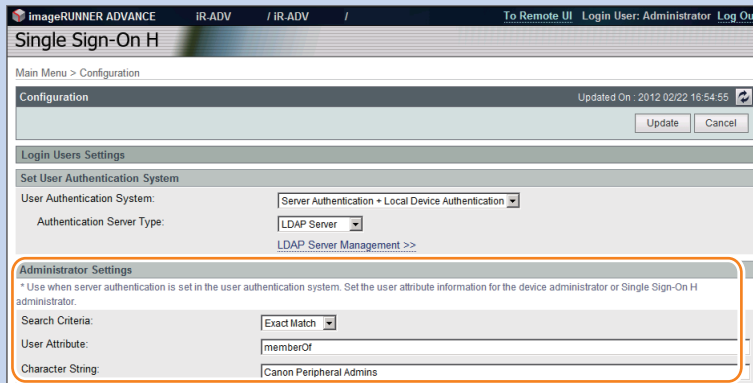 imageRUNNER ADVANCE iR-ADV / iR-ADV / To Remote UI Login User: Administrator Log
Single Sign-On H
Main Menu > Configuration
Configuration Updated On : 2012 02/22 16:54:55
Update Cancel
Login Users Settings
Set User Authentication System
User Authentication System: Server Authentication + Local Device Authentication
Authentication Server Type: LDAP Server
LDAP Server Management >>
Administrator Settings
* Use when server authentication is set in the user authentication system. Set the user attribute information for the device administrator or Single Sign-On H
administrator.
Search Criteria: Exact Match
User Attribute: memberOf
Character String: Canon Peripheral Admins